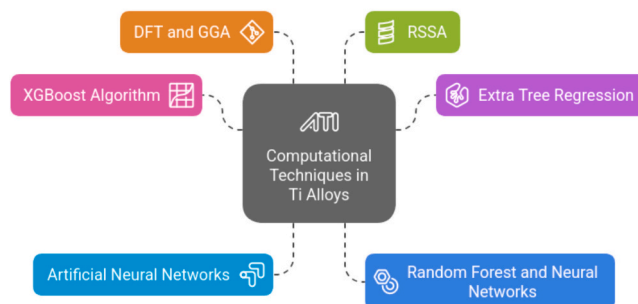 DFT and GGA
RSSA
XGBoost Algorithm
Extra Tree Regression
ATI
Computational
Techniques in
Ti Alloys
Artificial Neural Networks
Random Forest and Neural
Networks